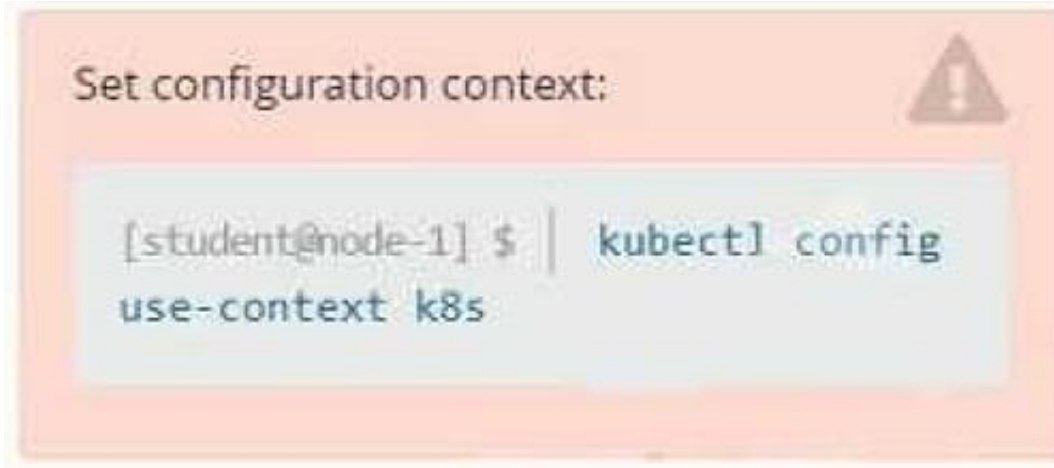 Set configuration context:
[student@node-1] $ | kubectl config
use-context k8s